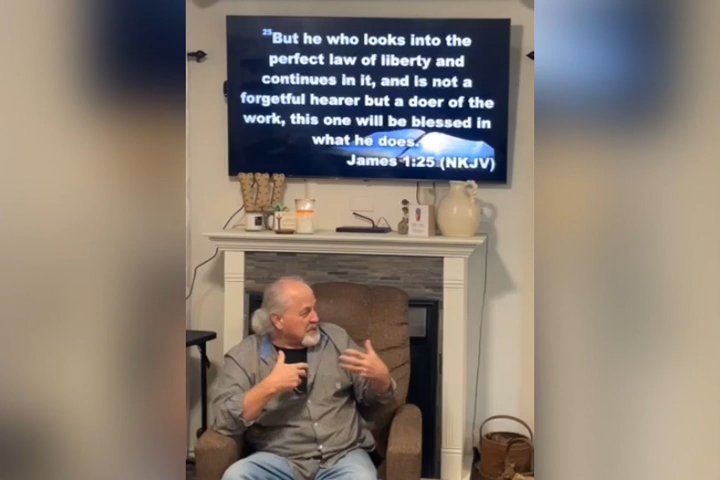 ²⁵But he who looks into the
perfect law of liberty and
continues in it, and is not a
forgetful hearer but a doer of the
work, this one will be blessed in
what he does.
James 1:25 (NKJV)
W